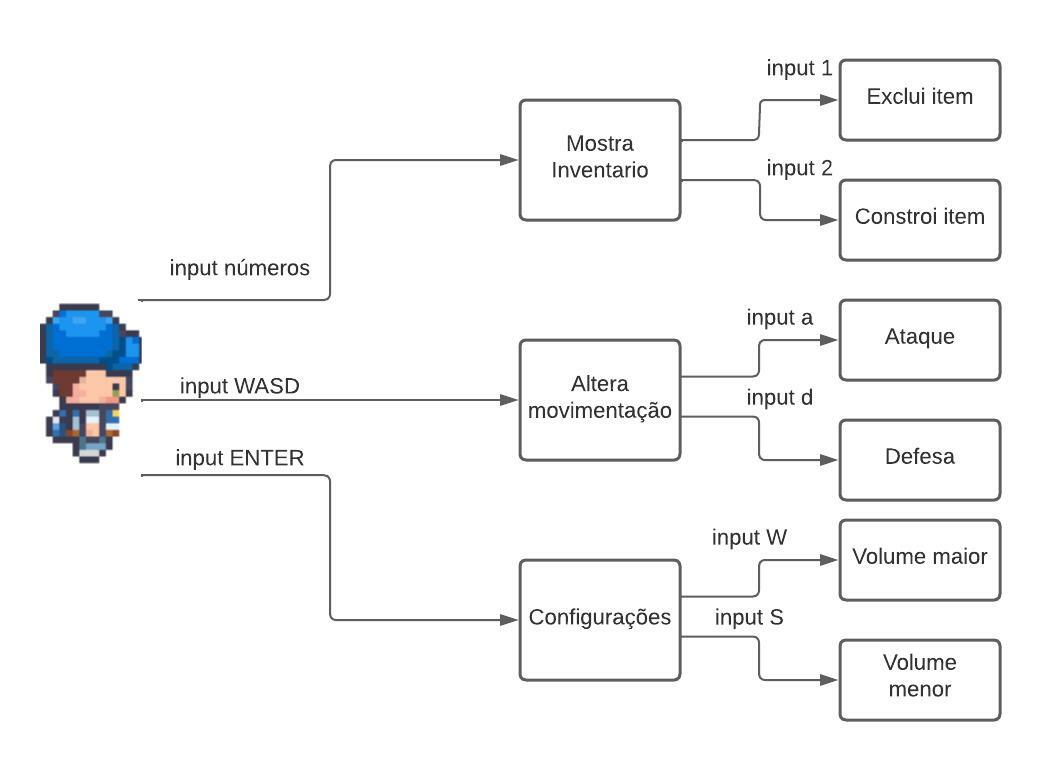 input 1
Exclui item
Mostra
Inventario
input 2
Constroi item
input números
input a
Ataque
input WASD
Altera
movimentação
input d
Defesa
input ENTER
input W
Volume maior
Configurações
input S
Volume
menor